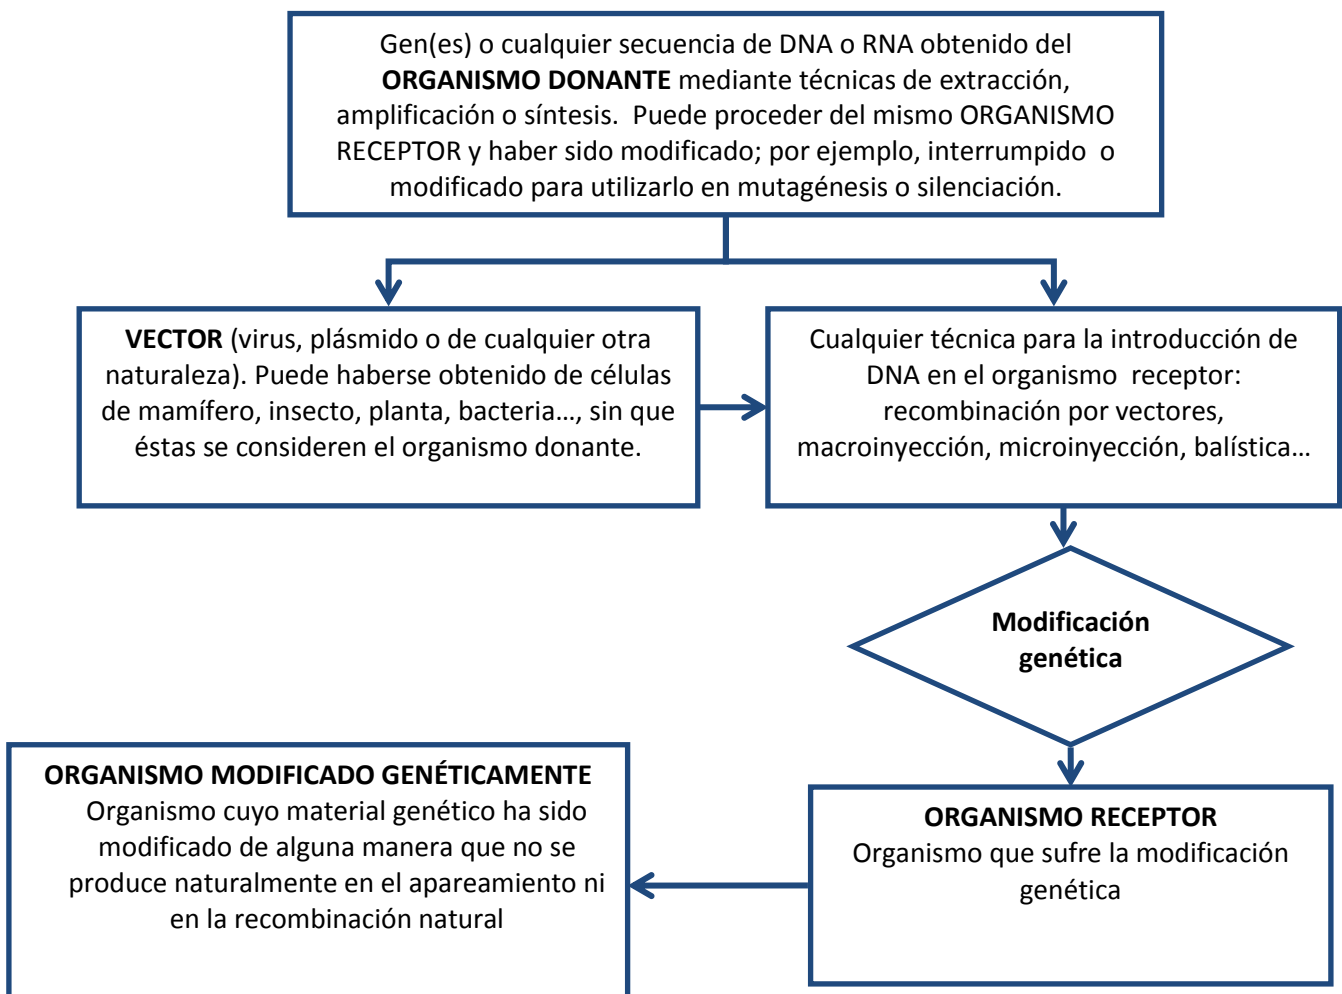 Gen(es) o cualquier secuencia de DNA o RNA obtenido del
ORGANISMO DONANTE mediante técnicas de extracción,
amplificación o síntesis. Puede proceder del mismo ORGANISMO
RECEPTOR y haber sido modificado; por ejemplo, interrumpido o
modificado para utilizarlo en mutagénesis o silenciación.
VECTOR (virus, plásmido o de cualquier otra
naturaleza). Puede haberse obtenido de células
de mamífero, insecto, planta, bacteria…, sin que
éstas se consideren el organismo donante.
Cualquier técnica para la introducción de
DNA en el organismo receptor:
recombinación por vectores,
macroinyección, microinyección, balística…
Modificación
genética
ORGANISMO RECEPTOR
Organismo que sufre la modificación
genética
ORGANISMO MODIFICADO GENÉTICAMENTE
Organismo cuyo material genético ha sido
modificado de alguna manera que no se
produce naturalmente en el apareamiento ni
en la recombinación natural